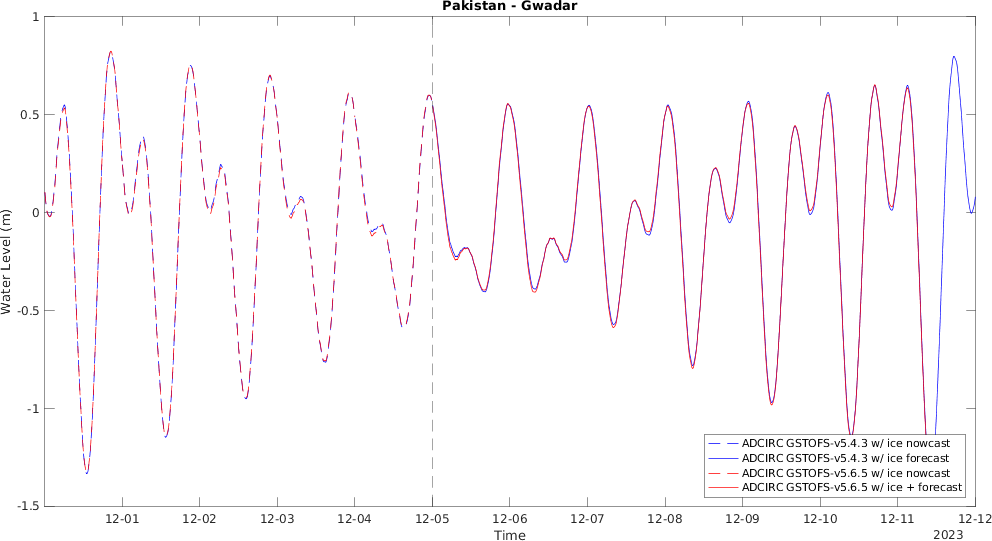 Pakistan - Gwadar
1
0.5
0
-0.5
-1
-1.5
Water Level (m)
ADCIRC GSTOFS-v5.4.3 w/ ice nowcast
ADCIRC GSTOFS-v5.4.3 w/ ice forecast
ADCIRC GSTOFS-v5.6.5 w/ ice nowcast
ADCIRC GSTOFS-v5.6.5 w/ ice + forecast
12-01 12-02 12-03 12-04 12-05 12-06 12-07 12-08 12-09 12-10 12-11 12-12
Time
2023